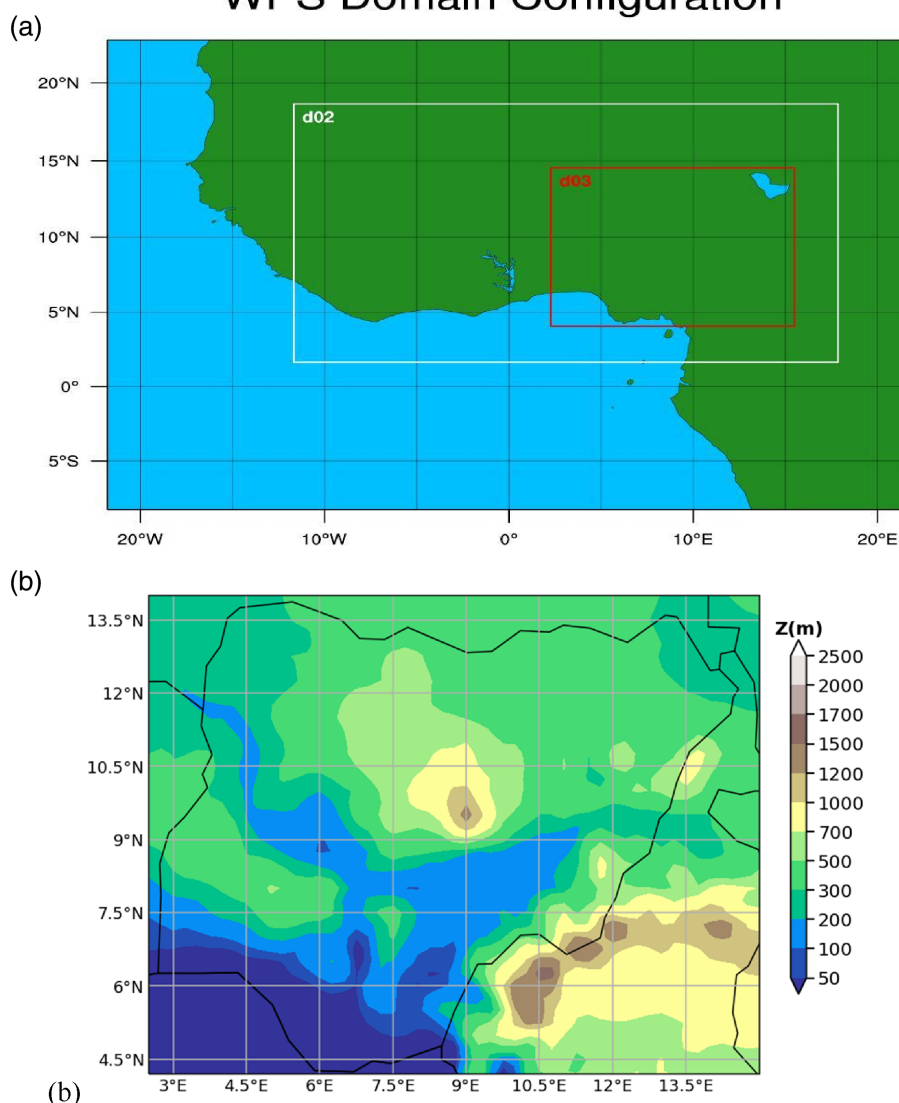 WPS Domain Configuration
(a)
20°N
15°N
10°N
5°N
0°
5°S
d02
d03
20°W 10°W 0° 10°E 20°E
(b)
13.5°N
12°N
10.5°N
9°N
7.5°N
6°N
4.5°N
3°E 4.5°E 6°E 7.5°E 9°E 10.5°E 12°E 13.5°E
Z(m)
2500
2000
1700
1500
1200
1000
700
500
300
200
100
50
(b)